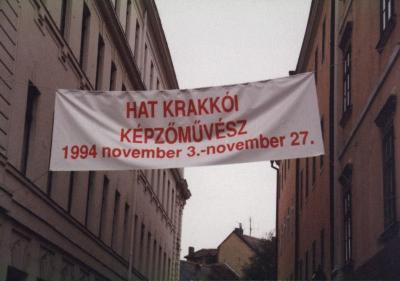 HAT KRAKKÓI
KÉPZŐMŰVÉSZ
1994 november 3.-november 27.